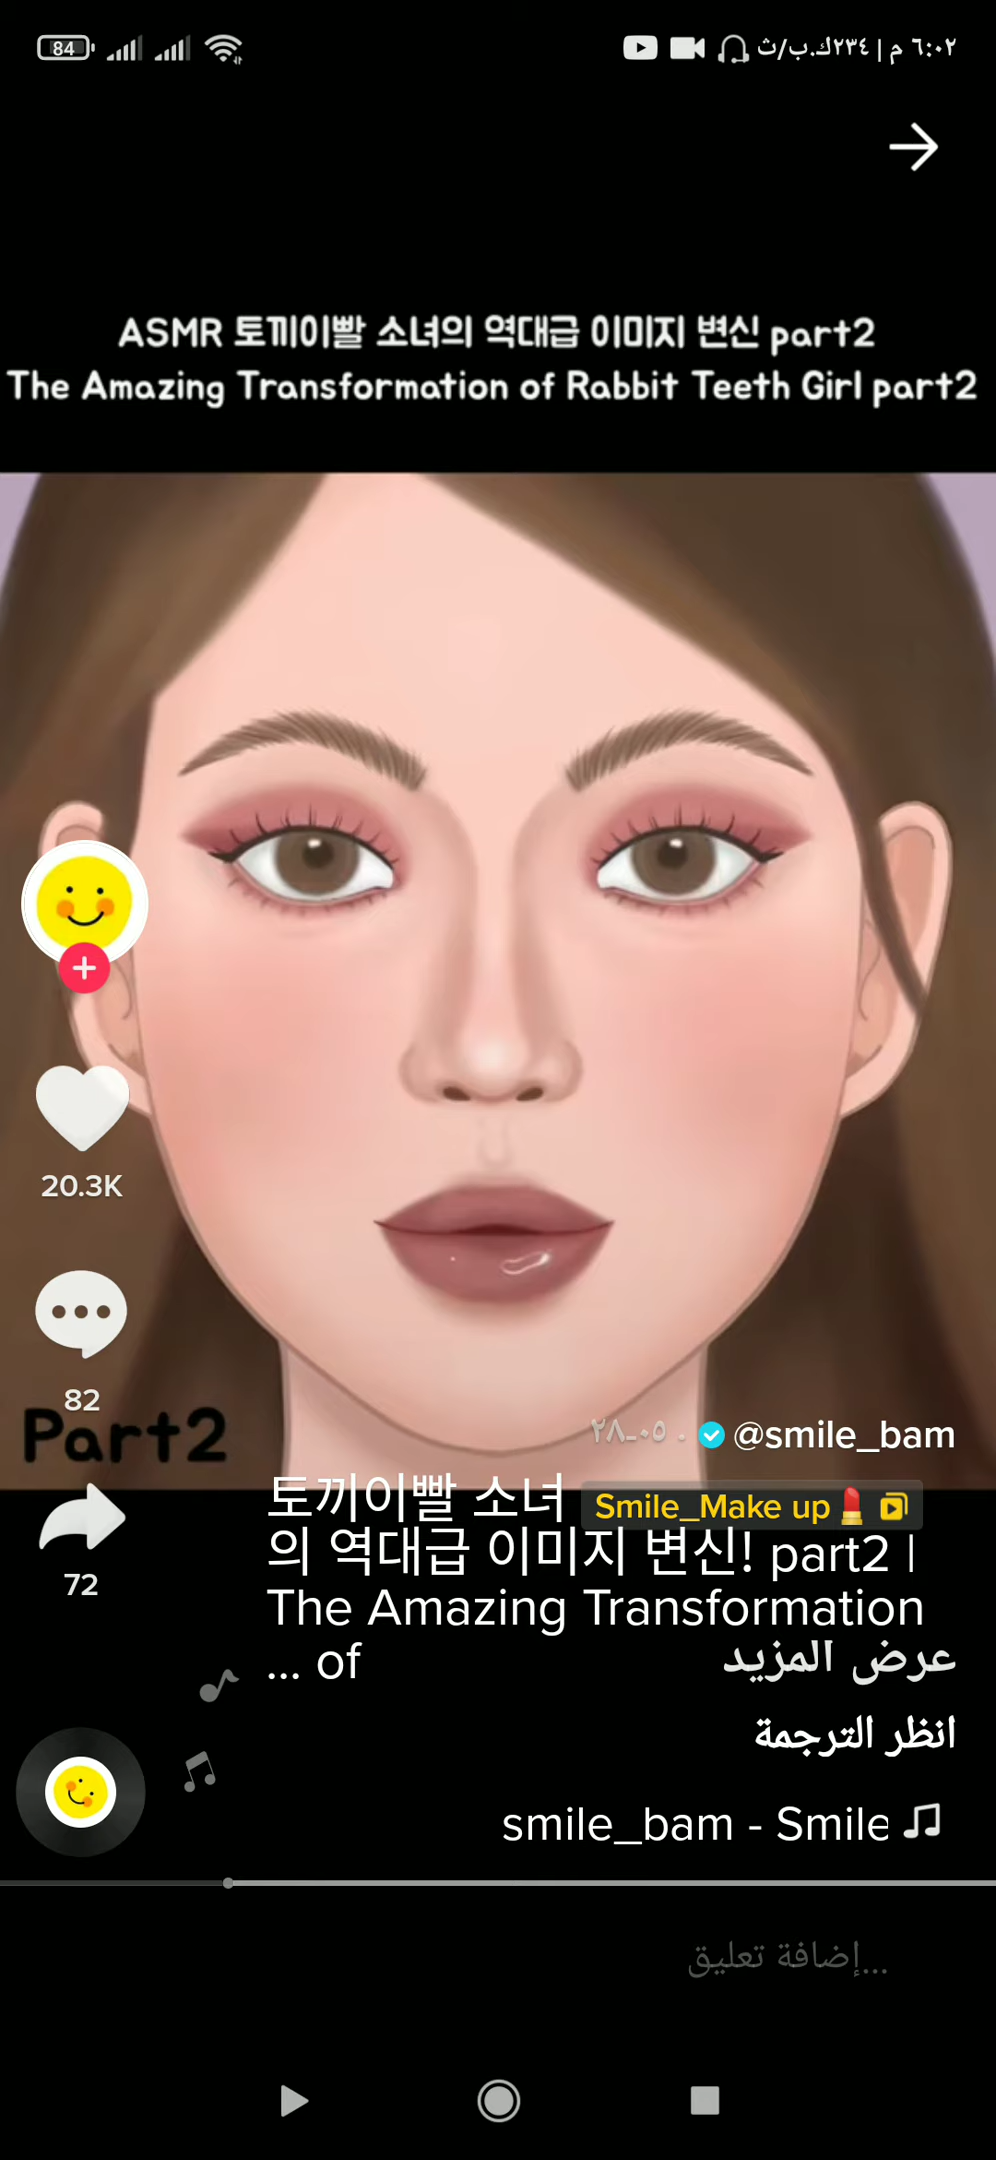 84
٦:٠٢ م | ٢٣٤ك.ب/ث
ASMR 토끼이빨 소녀의 역대급 이미지 변신 part2
The Amazing Transformation of Rabbit Teeth Girl part2
20.3K
82
Part2
72
@smile_bam · ٠٥-٢٨
Smile_Make up
토끼이빨 소녀
의 역대급 이미지 변신! part2 |
The Amazing Transformation
... of
عرض المزيد
انظر الترجمة
smile_bam - Smile
إضافة تعليق...